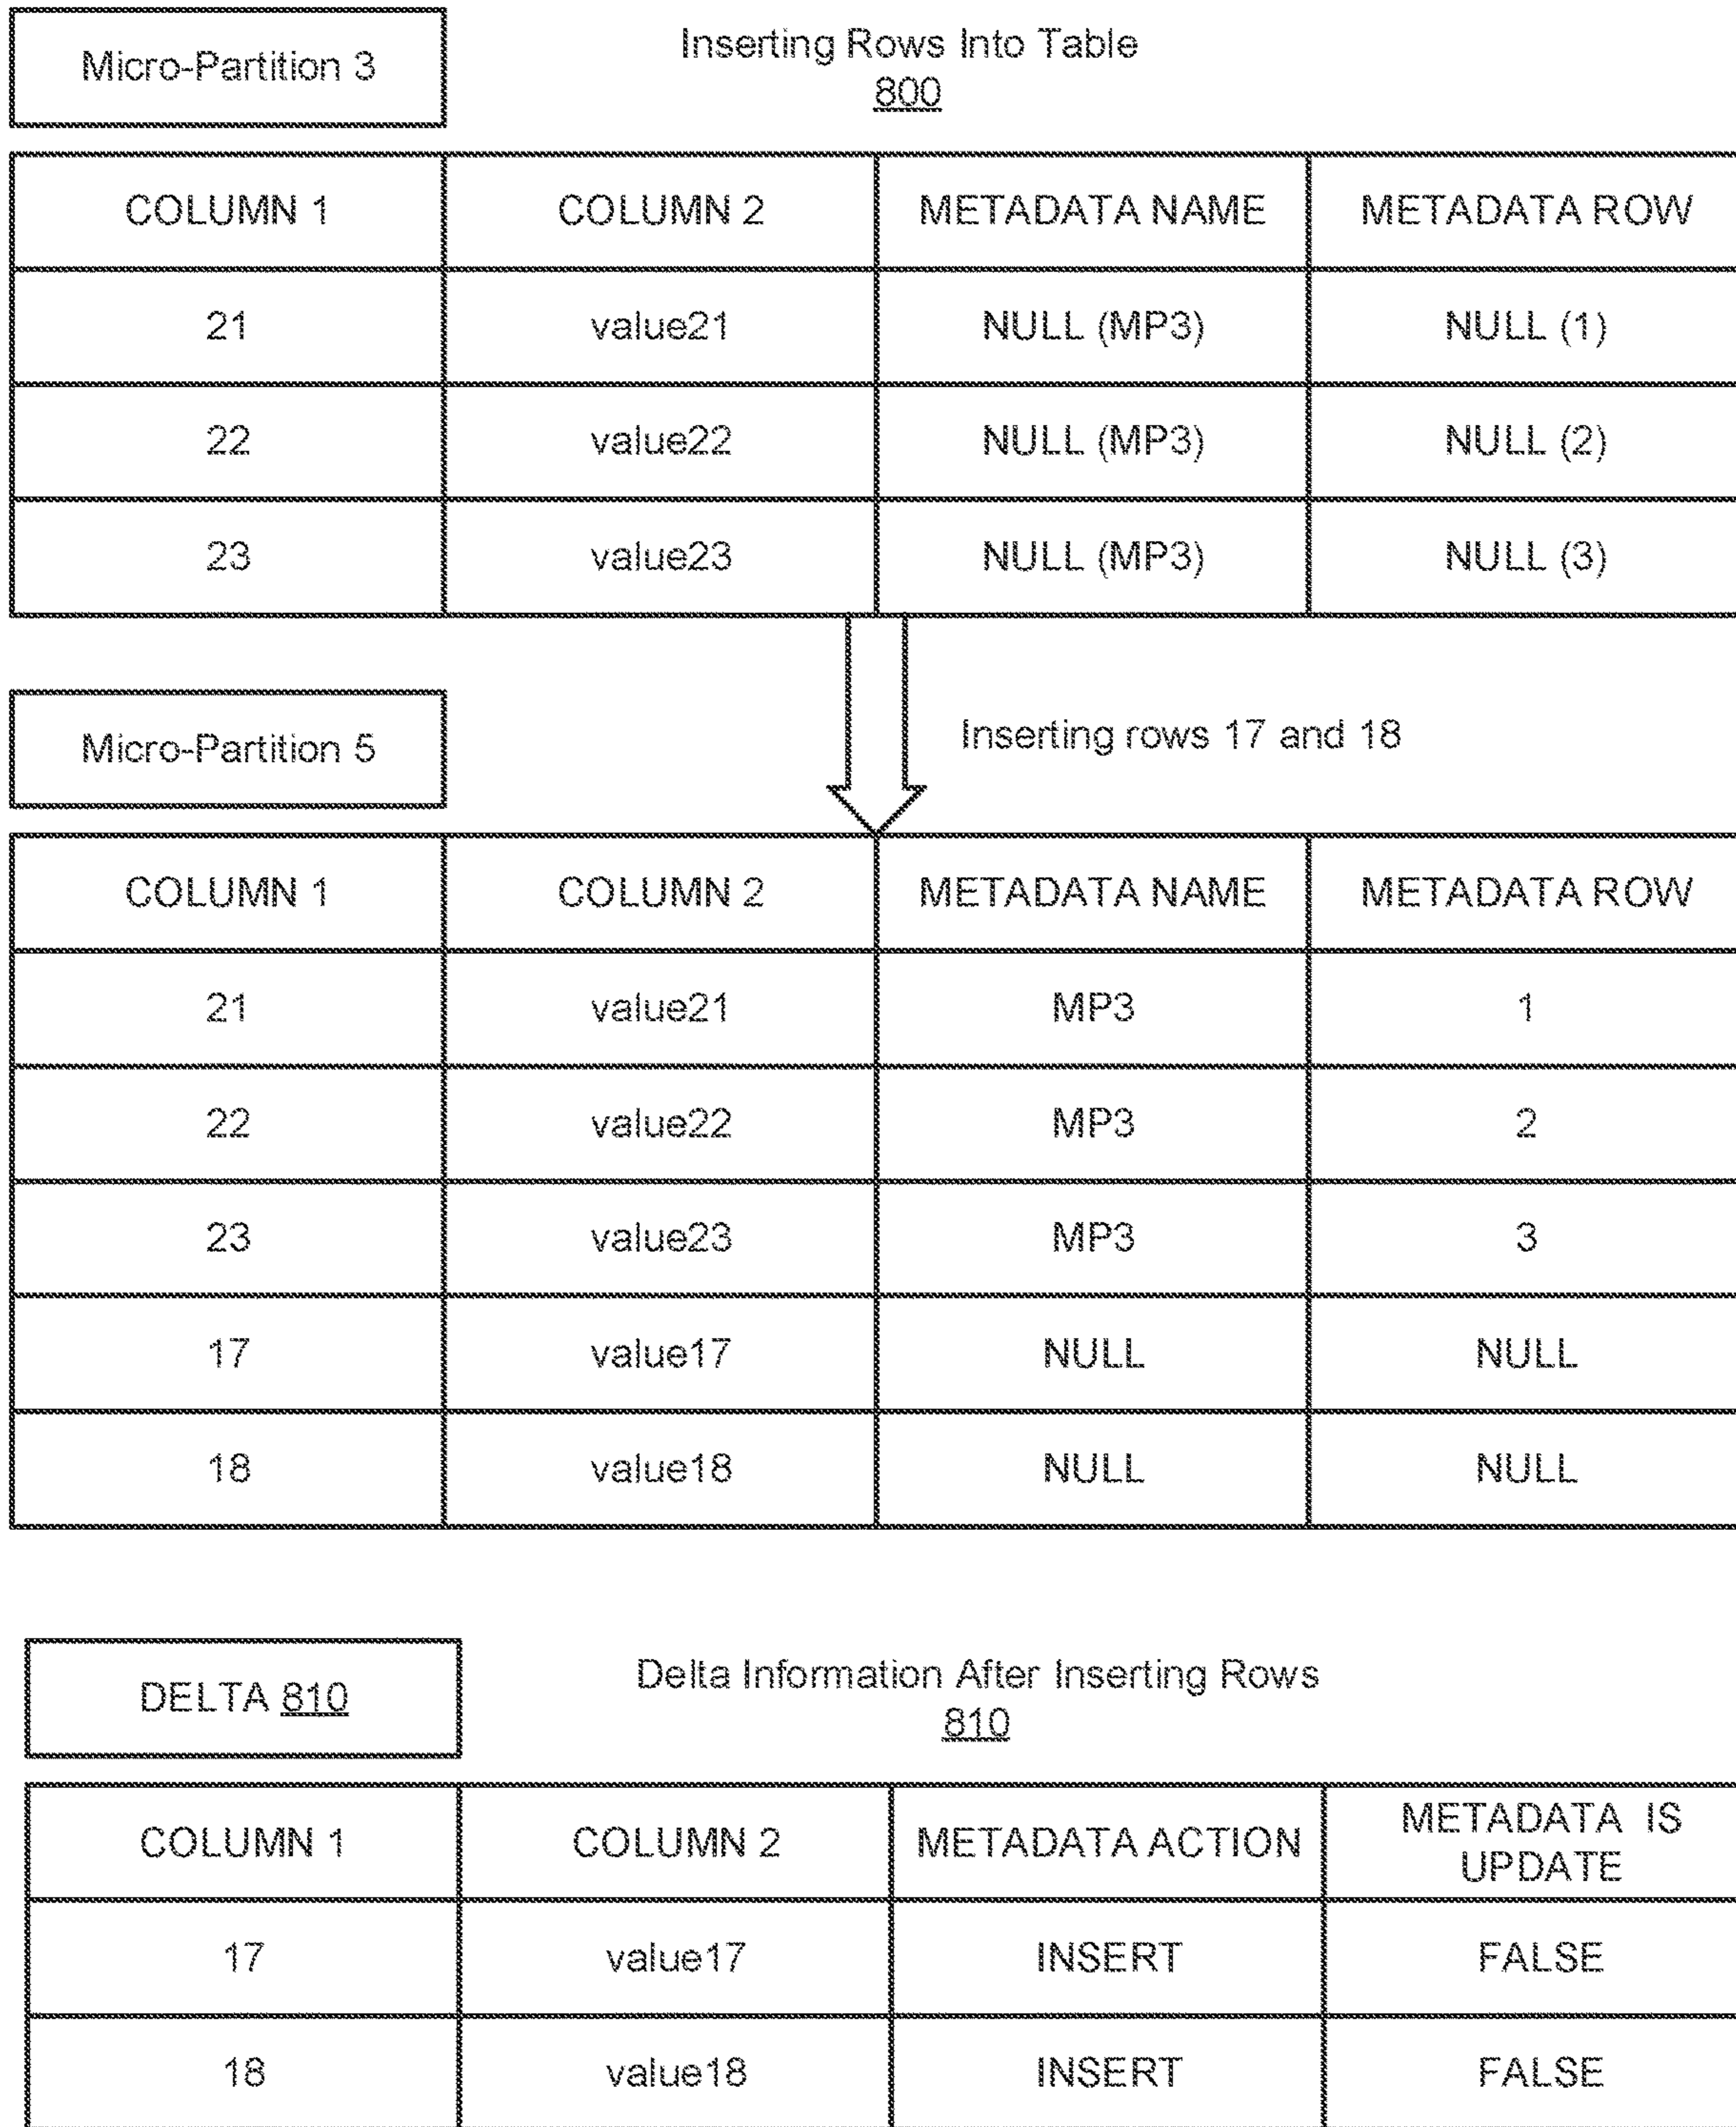 Micro-Partition 3
Inserting Rows Into Table
800
COLUMN 1 COLUMN 2 METADATA NAME METADATA ROW
21 value21 NULL (MP3) NULL (1)
22 value22 NULL (MP3) NULL (2)
23 value23 NULL (MP3) NULL (3)
Micro-Partition 5
Inserting rows 17 and 18
COLUMN 1 COLUMN 2 METADATA NAME METADATA ROW
21 value21 MP3 1
22 value22 MP3 2
23 value23 MP3 3
17 value17 NULL NULL
18 value18 NULL NULL
DELTA 810
Delta Information After Inserting Rows
810
COLUMN 1 COLUMN 2 METADATA ACTION METADATA IS
UPDATE
17 value17 INSERT FALSE
18 value18 INSERT FALSE